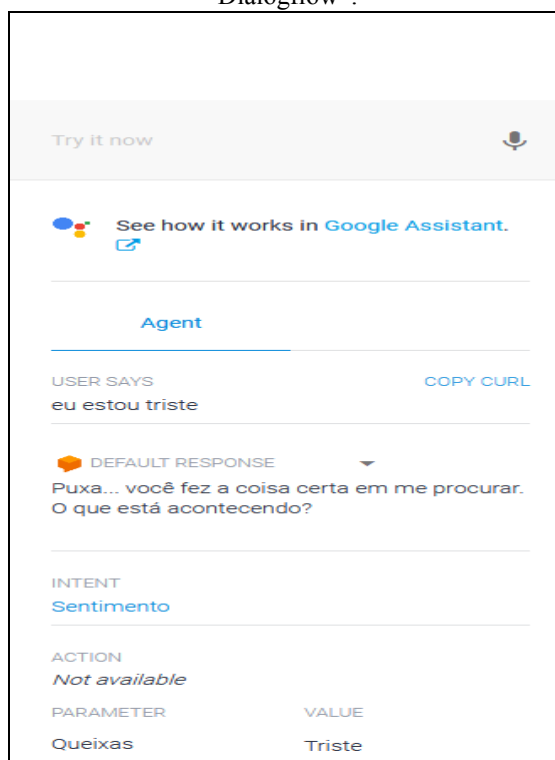 Dialogflow".
Try it now
See how it works in Google Assistant.
Agent
USER SAYS COPY CURL
eu estou triste
DEFAULT RESPONSE
Puxa... você fez a coisa certa em me procurar.
O que está acontecendo?
INTENT
Sentimento
ACTION
Not available
PARAMETER VALUE
Queixas Triste